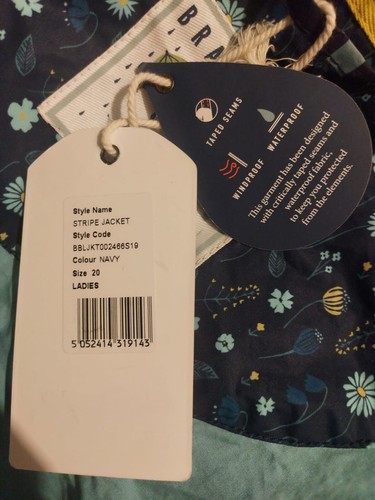 BRA
TAPED SEAMS
WINDPROOF
WATERPROOF
This garment has been designed
with critically taped seams and
waterproof fabric,
to keep you protected
from the elements.
Style Name
STRIPE JACKET
Style Code
BBLJKT002466S19
Colour NAVY
Size 20
LADIES
5 052414 319143